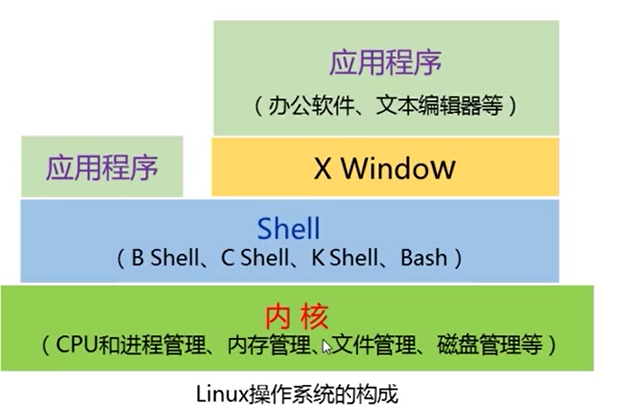 应用程序
（办公软件、文本编辑器等）
应用程序
X Window
Shell
（B Shell、C Shell、K Shell、Bash）
内核
（CPU和进程管理、内存管理、文件管理、磁盘管理等）
Linux操作系统的构成